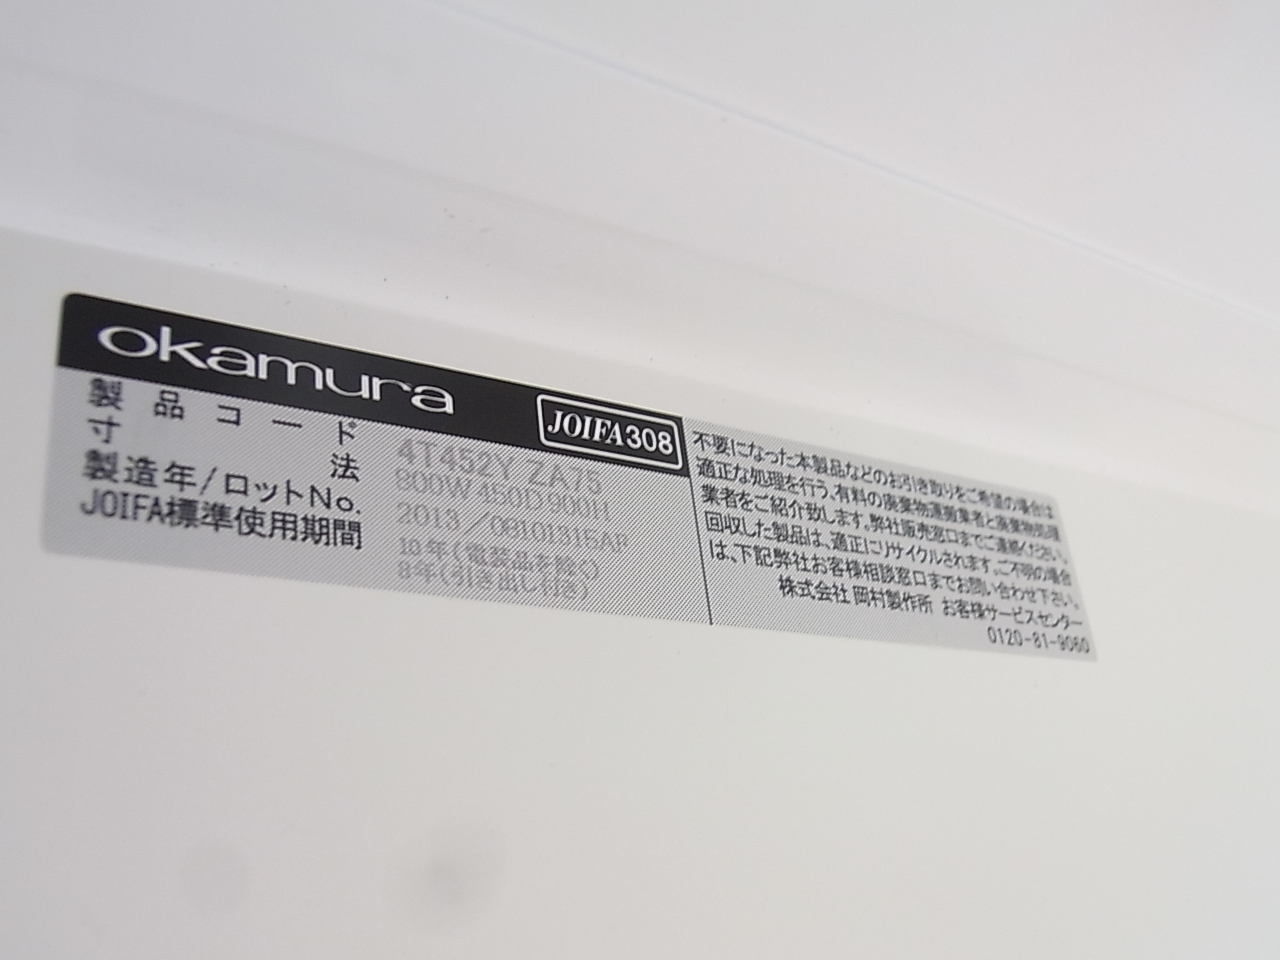 okamura
JOIFA308
製品コード 4T452Y ZA75
寸法 800W450D900H
製造年/ロットNo. 2013/
JOIFA標準使用期間 10年(電装品を除く)
8年(引き出し付き)
不要になった本製品などのお引き取りをご希望の場合は
適正な処理を行う、有料の廃棄物運搬業者と廃棄物処理
業者をご紹介致します。弊社販売窓口までご連絡ください。
回収した製品は、適正にリサイクルされます。ご不明の場合
は、下記弊社お客様相談窓口までお問い合わせ下さい。
株式会社 岡村製作所 お客様サービスセンター
0120-81-9060